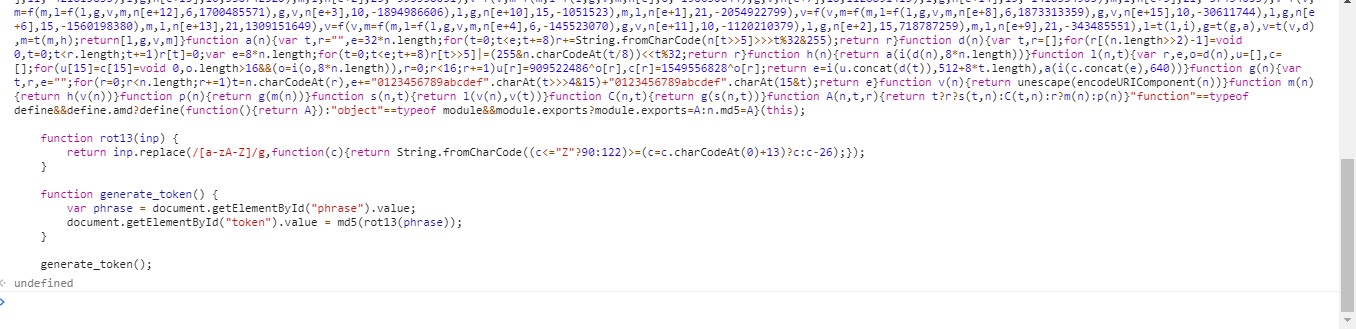 m=f(m,l=f(l,g,v,m,n[e+12],6,1700485571),g,v,n[e+3],10,-1894986606),l,g,n[e+10],15,-1051523),m,l,n[e+1],21,-2054922799),v=f(v,m=f(m,l=f(l,g,v,m,n[e+8],6,1873313359),g,v,n[e+15],10,-30611744),l,g,n[e
+6],15,-1560198380),m,l,n[e+13],21,1309151649),v=f(v,m=f(m,l=f(l,g,v,m,n[e+4],6,-145523070),g,v,n[e+11],10,-1120210379),l,g,n[e+2],15,718787259),m,l,n[e+9],21,-343485551),l=t(l,i),g=t(g,a),v=t(v,d)
,m=t(m,h);return[l,g,v,m]}function a(n){var t,r="",e=32*n.length;for(t=0;t<e;t+=8)r+=String.fromCharCode(n[t>>5]>>>t%32&255);return r}function d(n){var t,r=[];for(r[(n.length>>2)-1]=void
0,t=0;t<r.length;t+=1)r[t]=0;var e=8*n.length;for(t=0;t<e;t+=8)r[t>>5]|=(255&n.charCodeAt(t/8))<<t%32;return r}function h(n){return a(i(d(n),8*n.length))}function l(n,t){var r,e,o=d(n),u=[],c=
[];for(u[15]=c[15]=void 0,o.length>16&&(o=i(o,8*n.length)),r=0;r<16;r+=1)u[r]=909522486^o[r],c[r]=1549556828^o[r];return e=i(u.concat(d(t)),512+8*t.length),a(i(c.concat(e),640))}function g(n){var
t,r,e="";for(r=0;r<n.length;r+=1)t=n.charCodeAt(r),e+="0123456789abcdef".charAt(t>>>4&15)+"0123456789abcdef".charAt(15&t);return e}function v(n){return unescape(encodeURIComponent(n))}function m(n)
{return h(v(n))}function p(n){return g(m(n))}function s(n,t){return l(v(n),v(t))}function C(n,t){return g(s(n,t))}function A(n,t,r){return t?r?s(t,n):C(t,n):r?m(n):p(n)}"function"==typeof
define&&define.amd?define(function(){return A}):"object"==typeof module&&module.exports?module.exports=A:n.md5=A}(this);
function rot13(inp) {
return inp.replace(/[a-zA-Z]/g,function(c){return String.fromCharCode((c<="Z"?90:122)>=(c=c.charCodeAt(0)+13)?c:c-26);});
}
function generate_token() {
var phrase = document.getElementById("phrase").value;
document.getElementById("token").value = md5(rot13(phrase));
}
generate_token();
undefined